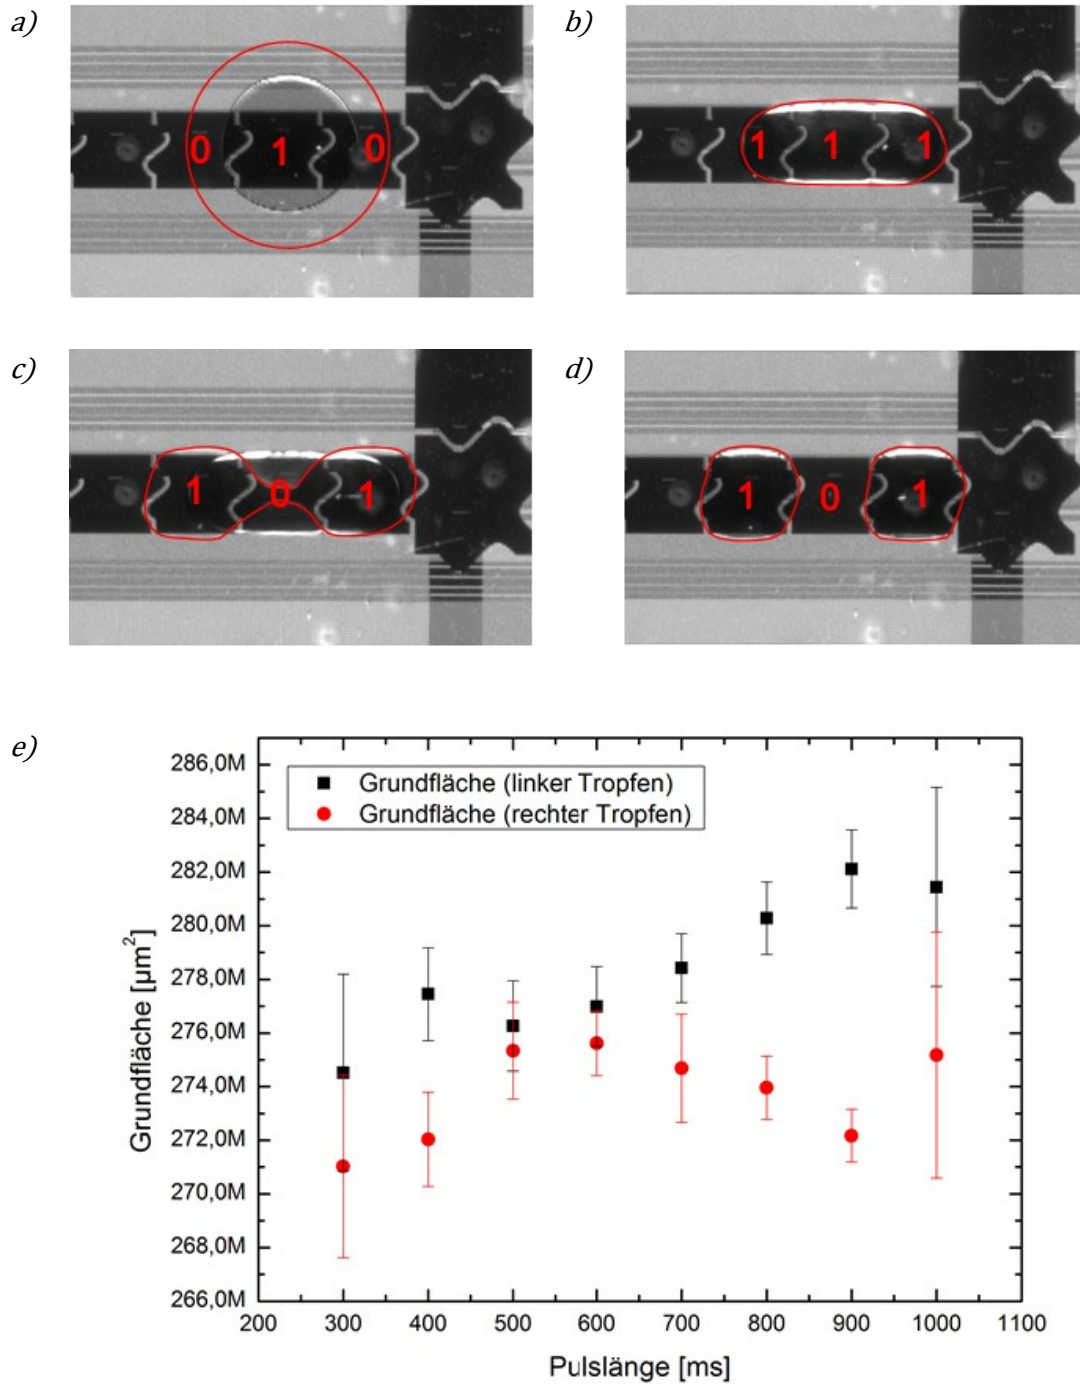 a)
0 1 0
b)
1 1 1
c)
1 0 1
d)
1 0 1
e)
Grundfläche [µm²]
286,0M
284,0M
282,0M
280,0M
278,0M
276,0M
274,0M
272,0M
270,0M
268,0M
266,0M
Grundfläche (linker Tropfen)
Grundfläche (rechter Tropfen)
200 300 400 500 600 700 800 900 1000 1100
Pulslänge [ms]